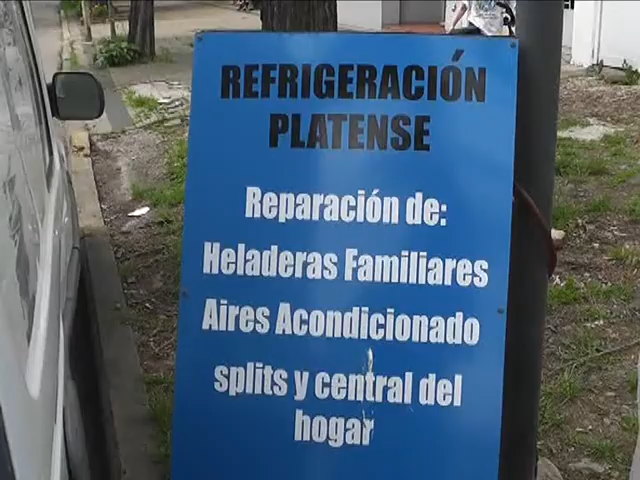 REFRIGERACIÓN
PLATENSE
Reparación de:
Heladeras Familiares
Aires Acondicionado
splits y central del
hogar